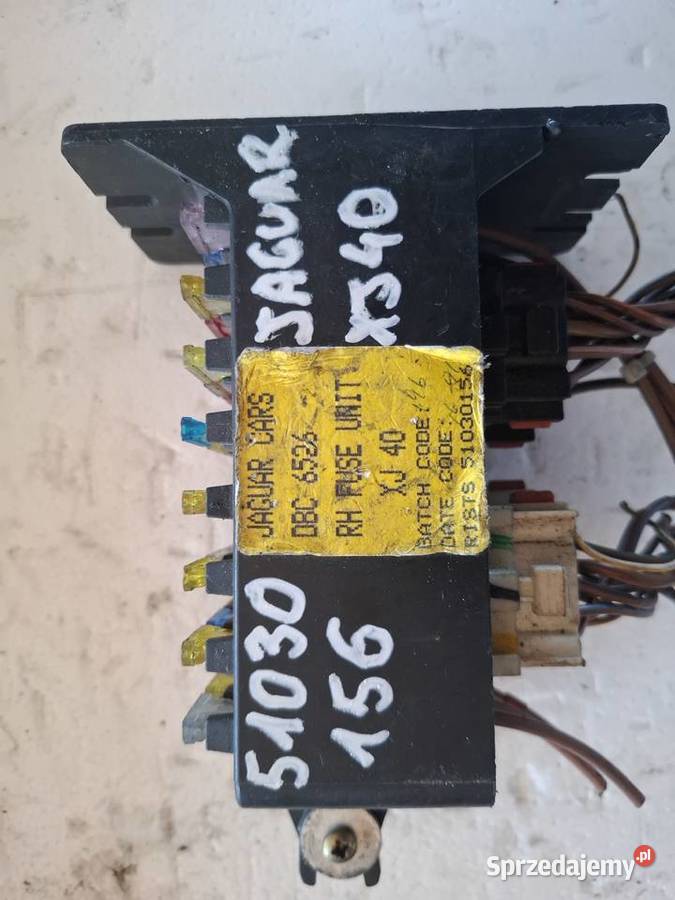 JAGUAR
XJ40
JAGUAR CARS
DBC 6526
RH FUSE UNIT
XJ 40
BATCH CODE:
DATE CODE:
RISTS 51030156
51030
156
Sprzedajemy.pl